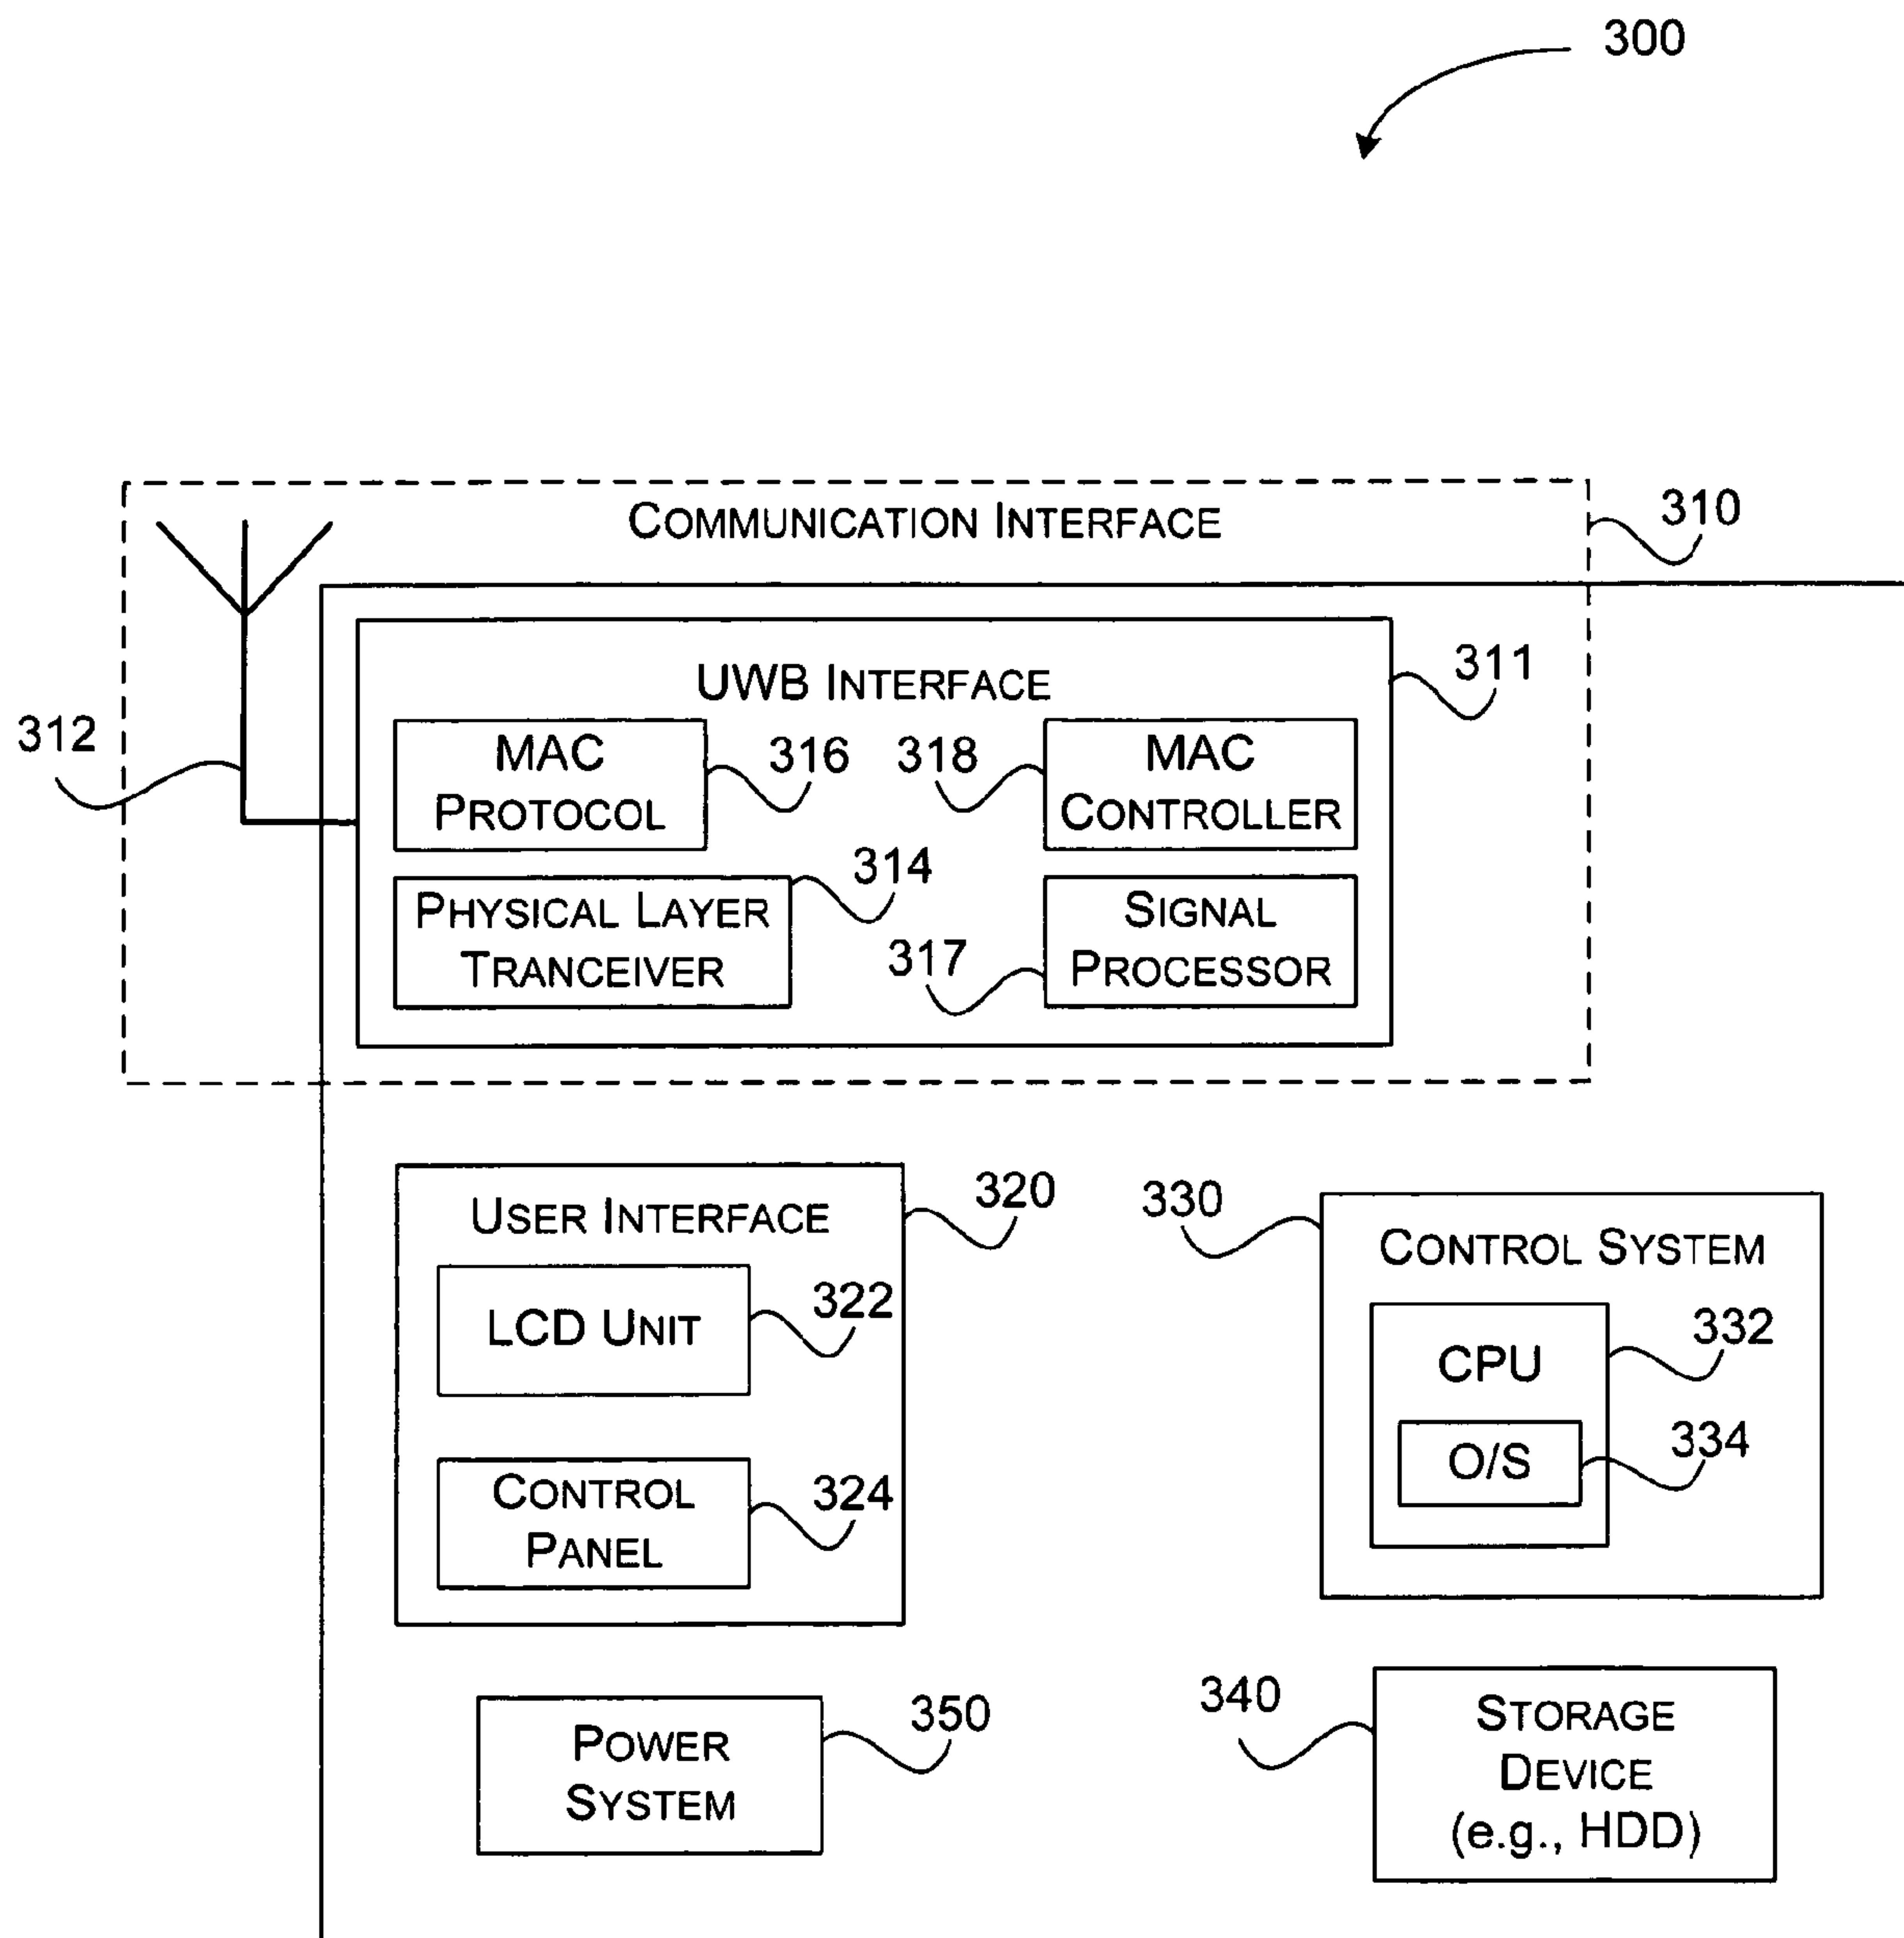 300
COMMUNICATION INTERFACE
310
UWB INTERFACE
311
312
MAC
PROTOCOL
316
318
MAC
CONTROLLER
314
PHYSICAL LAYER
TRANCEIVER
317
SIGNAL
PROCESSOR
USER INTERFACE
320
LCD UNIT
322
CONTROL
PANEL
324
330
CONTROL SYSTEM
CPU
332
O/S
334
POWER
SYSTEM
350
340
STORAGE
DEVICE
(e.g., HDD)